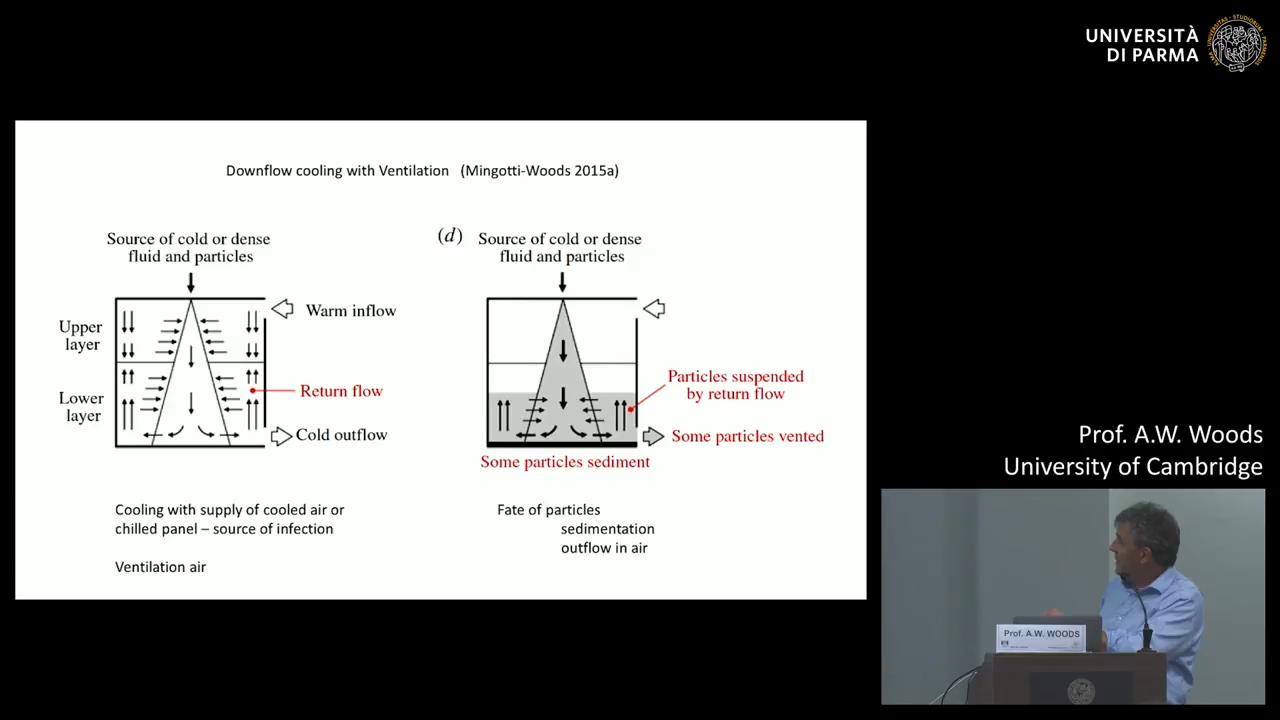 UNIVERSITÀ
DI PARMA
Downflow cooling with Ventilation (Mingotti-Woods 2015a)
Source of cold or dense
fluid and particles
Warm inflow
Upper
layer
Lower
layer
Return flow
Cold outflow
(d)
Source of cold or dense
fluid and particles
Particles suspended
by return flow
Some particles vented
Some particles sediment
Cooling with supply of cooled air or
chilled panel – source of infection
Ventilation air
Fate of particles
sedimentation
outflow in air
Prof. A.W. Woods
University of Cambridge
Prof. A.W. WOODS